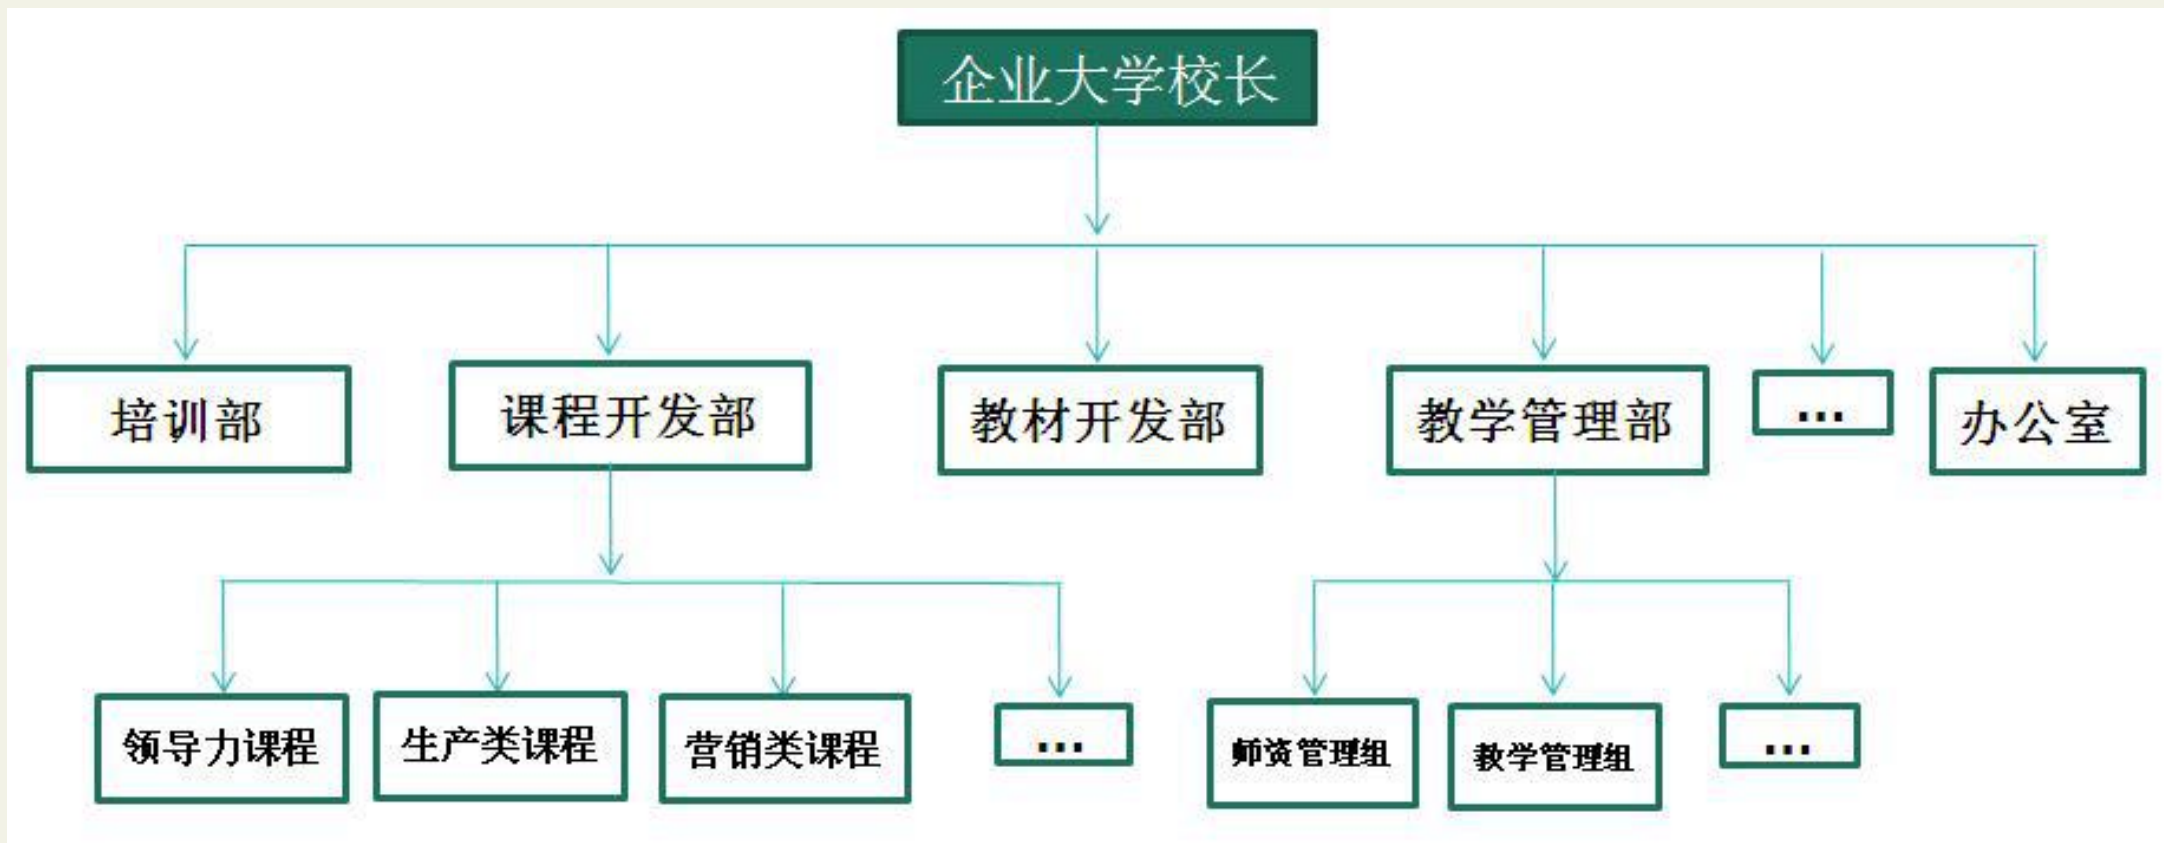 企业大学校长
培训部
课程开发部
教材开发部
教学管理部
...
办公室
领导力课程
生产类课程
营销类课程
...
师资管理组
教学管理组
...